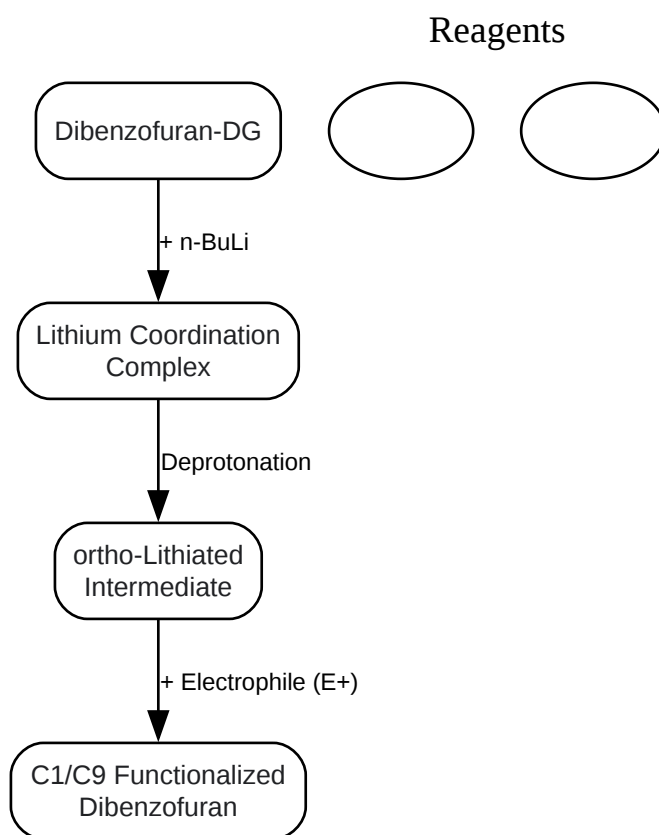 Reagents
Dibenzofuran-DG
+ n-BuLi
Lithium Coordination
Complex
Deprotonation
ortho-Lithiated
Intermediate
+ Electrophile (E+)
C1/C9 Functionalized
Dibenzofuran